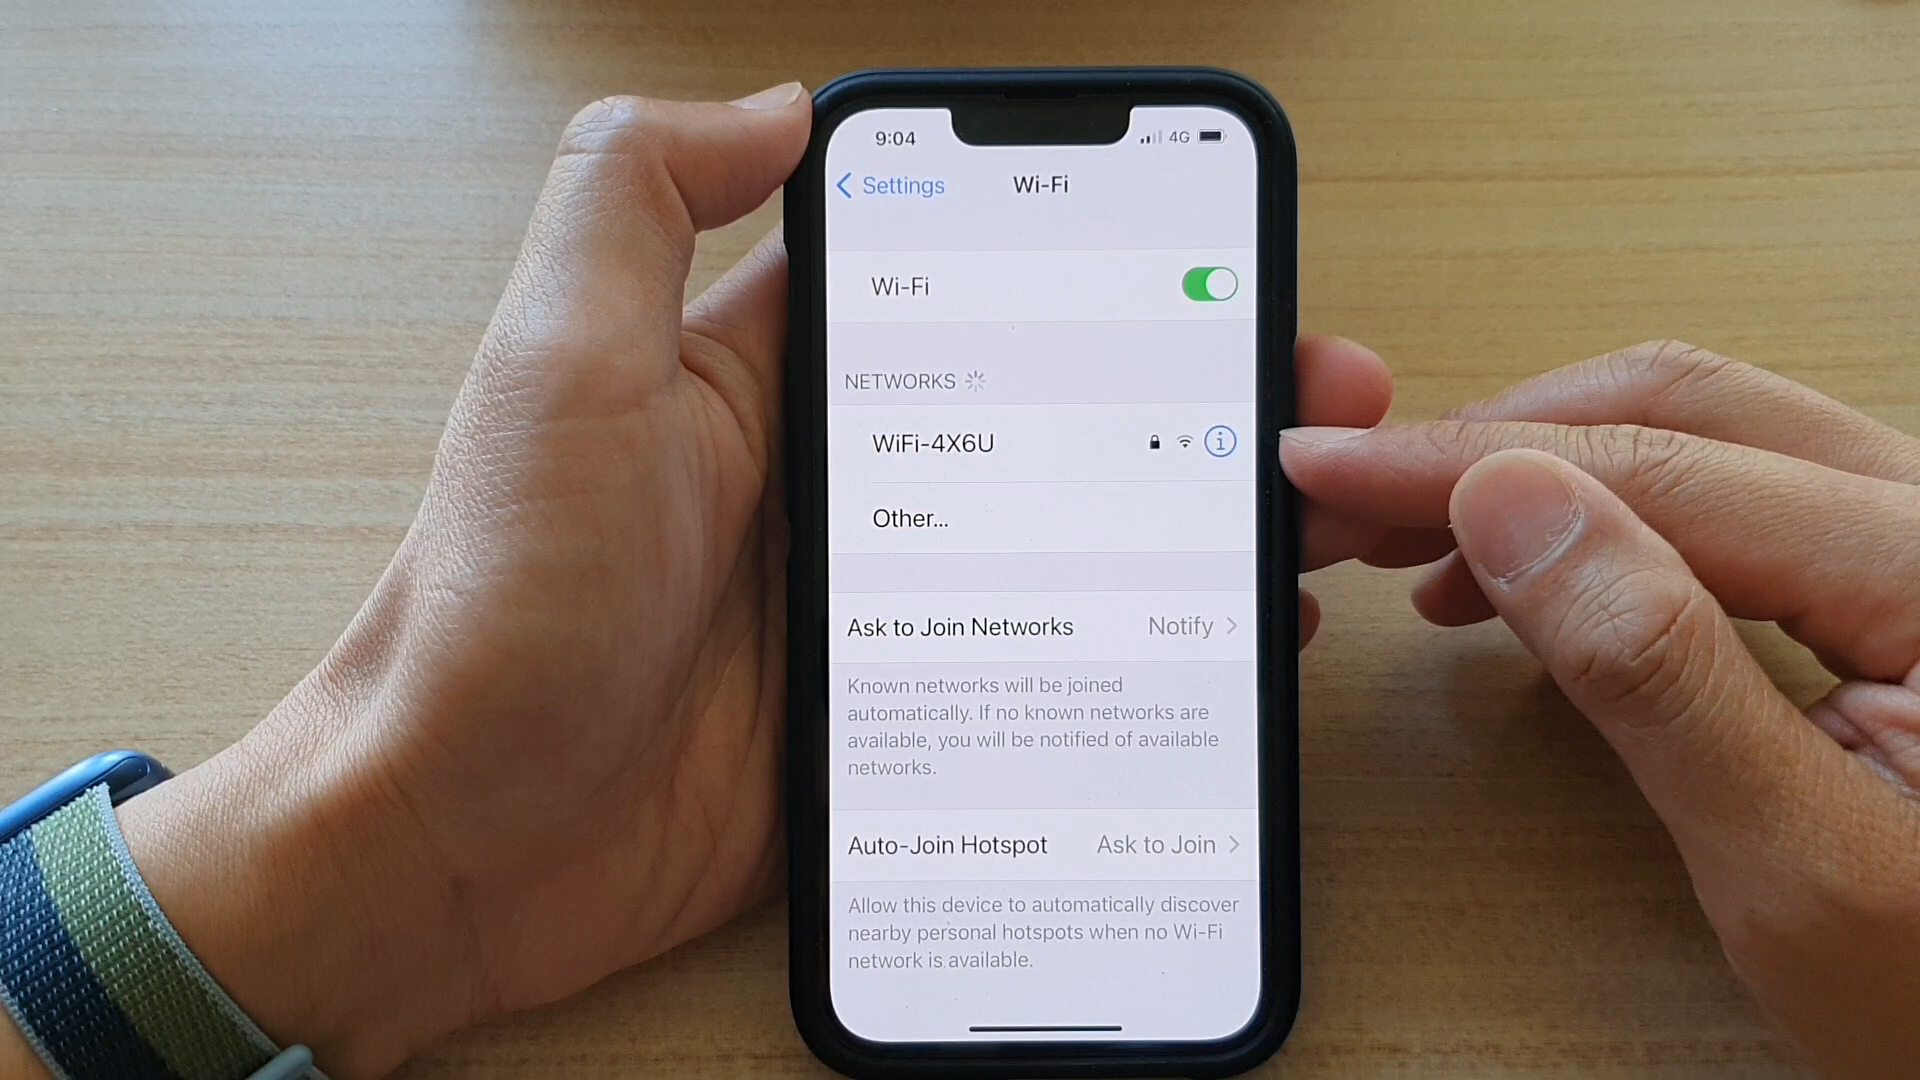 9:04 4G
Settings Wi-Fi
Wi-Fi
NETWORKS
WiFi-4X6U
Other...
Ask to Join Networks Notify
Known networks will be joined
automatically. If no known networks are
available, you will be notified of available
networks.
Auto-Join Hotspot Ask to Join
Allow this device to automatically discover
nearby personal hotspots when no Wi-Fi
network is available.